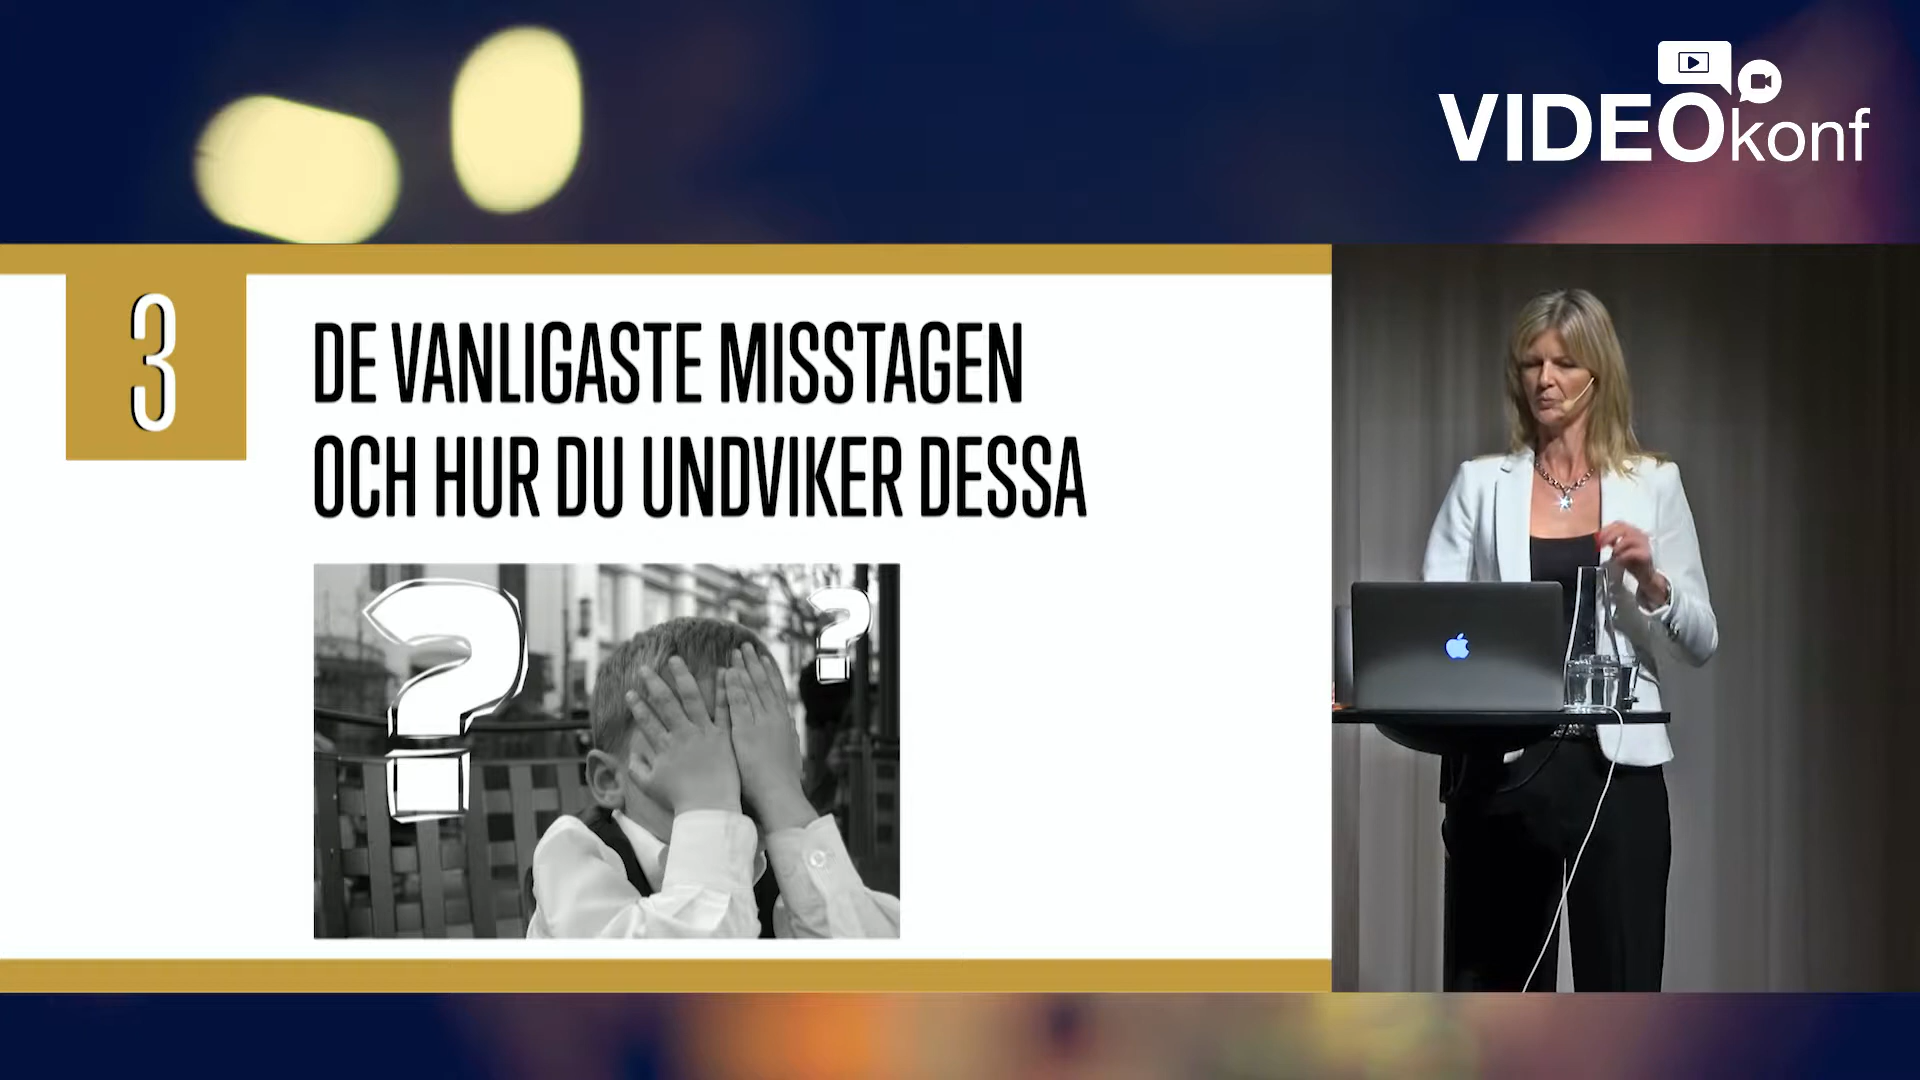 VIDEOkonf
3
DE VANLIGASTE MISSTAGEN
OCH HUR DU UNDVIKER DESSA
? ?